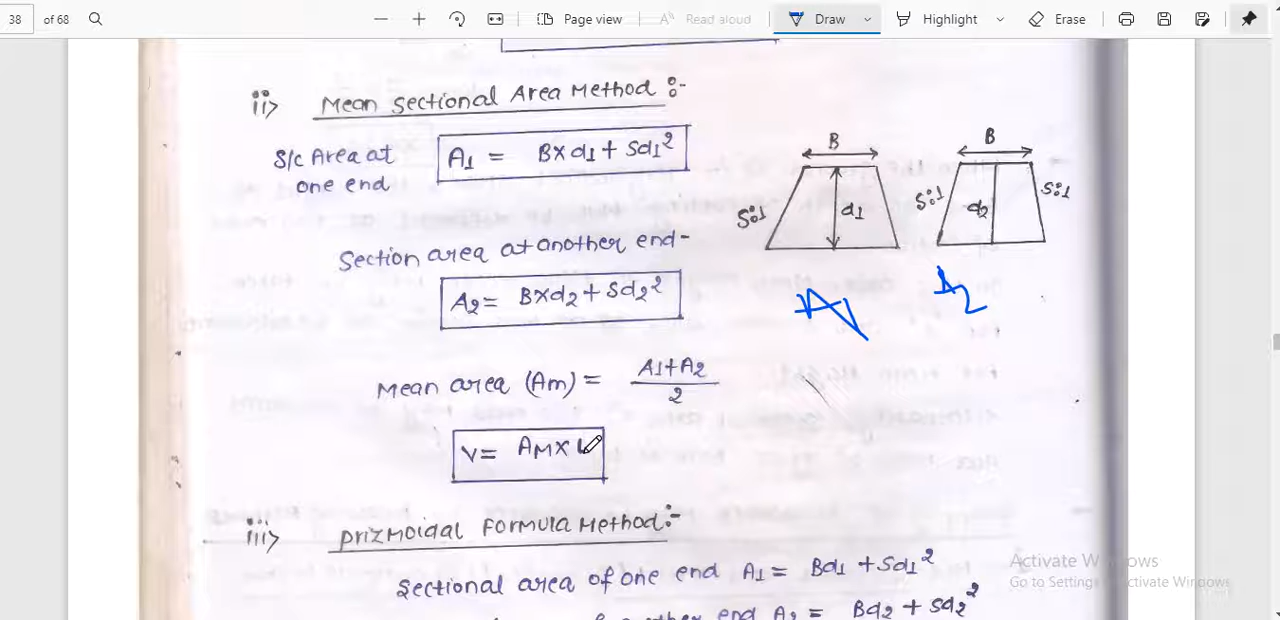 38 of 68 Page view Read aloud Draw Highlight Erase
ii> Mean Sectional Area Method :-
S/c Area at one end A1 = B×d1 + Sd1²
Section area at another end-
A2 = B×d2 + Sd2²
Mean area (Am) = A1+A2 / 2
V = AM×
B
S:1
d1
B
S:1
d2
S:1
A2
iii> Prizmoidal Formula Method:-
Sectional area of one end A1 = Bd1 + Sd1²
end A2 = Bd2 + Sd2²
Activate Windows
Go to Settings to activate Windows